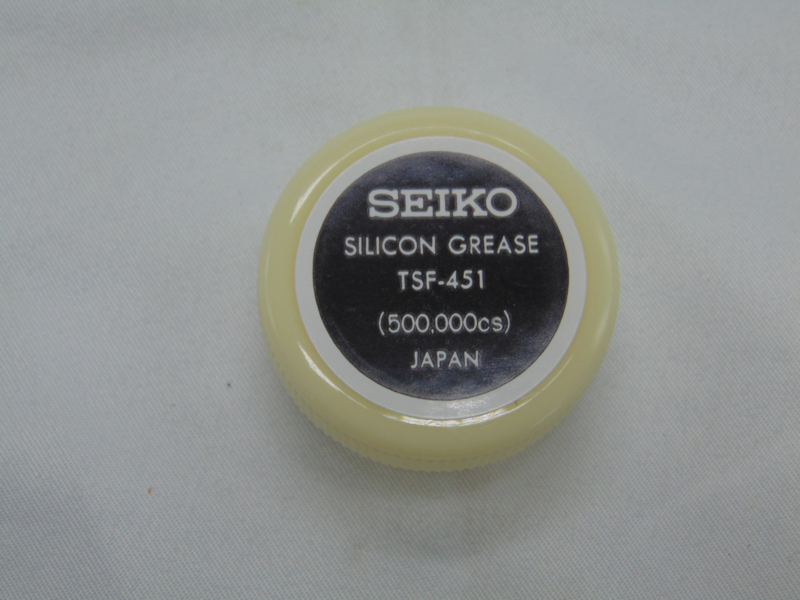 SEIKO
SILICON GREASE
TSF-451
(500,000cs)
JAPAN